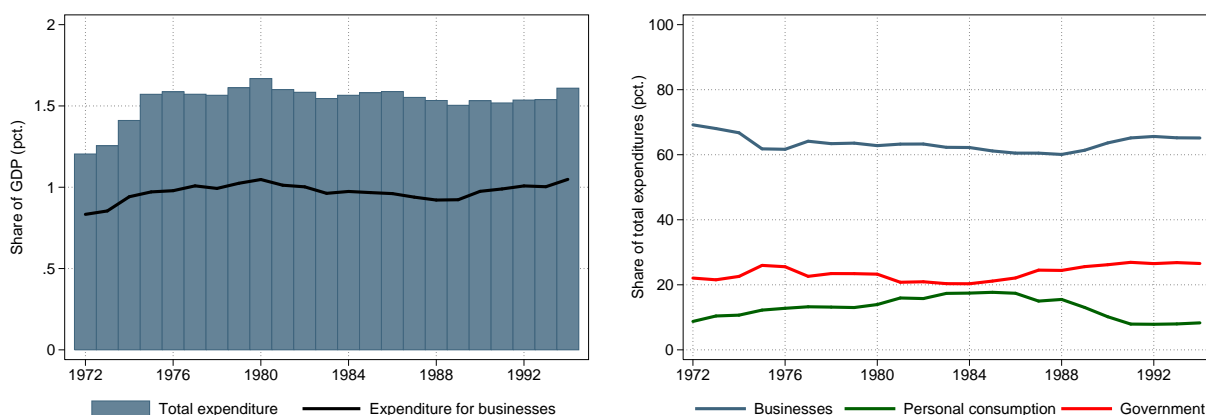 Share of GDP (pct.)
2
1.5
1
.5
0
1972 1976 1980 1984 1988 1992
Total expenditure Expenditure for businesses
Share of total expenditures (pct.)
100
80
60
40
20
0
1972 1976 1980 1984 1988 1992
Businesses Personal consumption Government